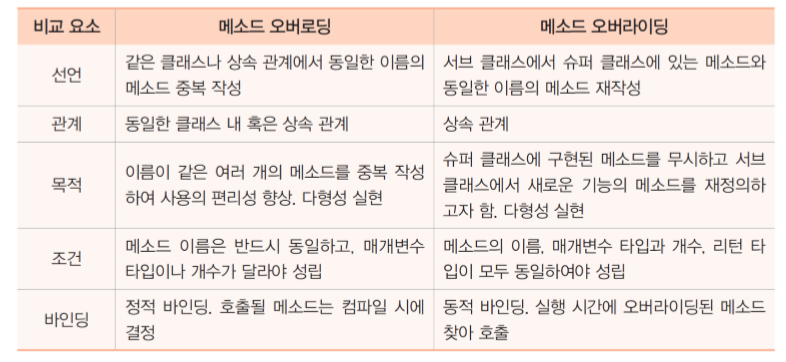 비교 요소 메소드 오버로딩 메소드 오버라이딩
선언
같은 클래스나 상속 관계에서 동일한 이름의
메소드 중복 작성
서브 클래스에서 슈퍼 클래스에 있는 메소드와
동일한 이름의 메소드 재작성
관계 동일한 클래스 내 혹은 상속 관계 상속 관계
목적
이름이 같은 여러 개의 메소드를 중복 작성
하여 사용의 편리성 향상. 다형성 실현
슈퍼 클래스에 구현된 메소드를 무시하고 서브
클래스에서 새로운 기능의 메소드를 재정의하
고자 함. 다형성 실현
조건
메소드 이름은 반드시 동일하고, 매개변수
타입이나 개수가 달라야 성립
메소드의 이름, 매개변수 타입과 개수, 리턴 타
입이 모두 동일하여야 성립
바인딩
정적 바인딩. 호출될 메소드는 컴파일 시에
결정
동적 바인딩. 실행 시간에 오버라이딩된 메소드
찾아 호출